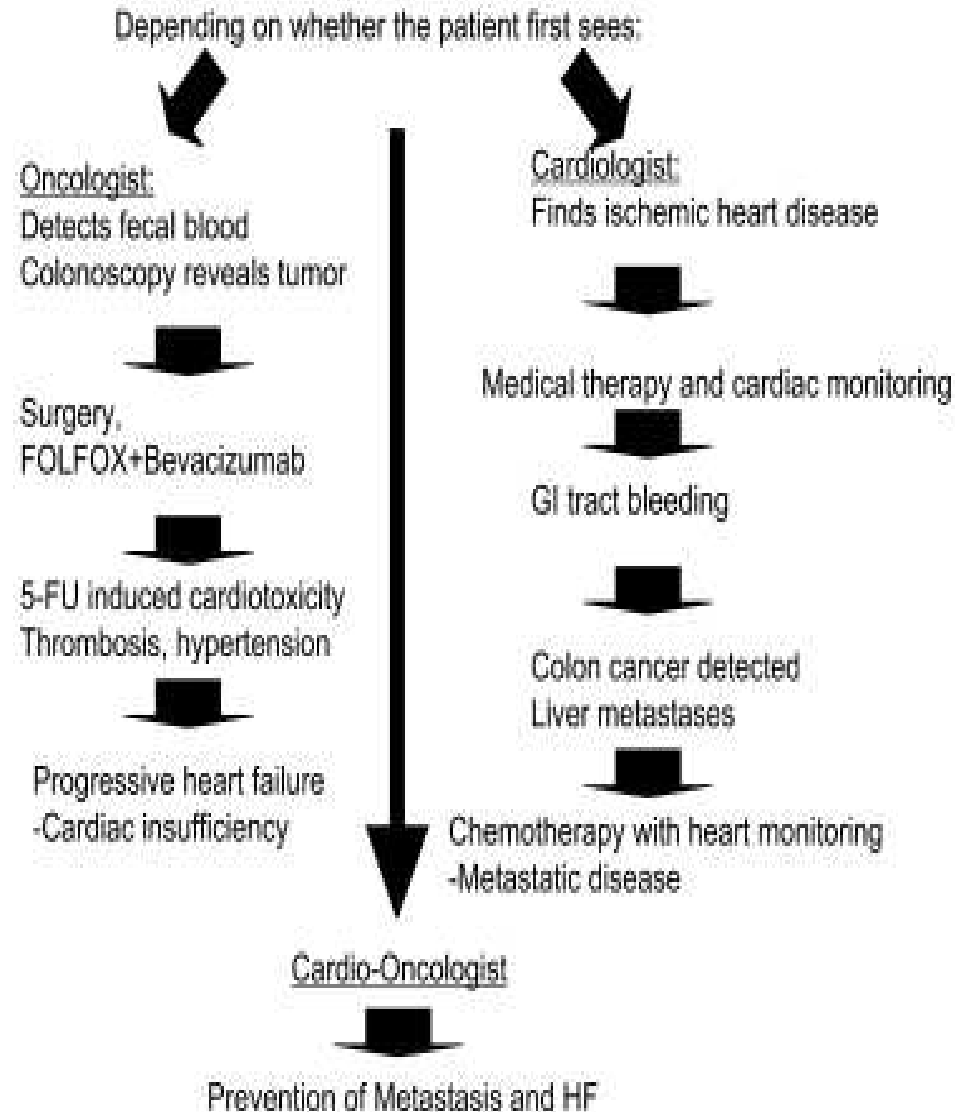 Depending on whether the patient first sees:
Oncologist:
Detects fecal blood
Colonoscopy reveals tumor
Surgery,
FOLFOX+Bevacizumab
5-FU induced cardiotoxicity
Thrombosis, hypertension
Progressive heart failure
-Cardiac insufficiency
Cardiologist:
Finds ischemic heart disease
Medical therapy and cardiac monitoring
GI tract bleeding
Colon cancer detected
Liver metastases
Chemotherapy with heart monitoring
-Metastatic disease
Cardio-Oncologist
Prevention of Metastasis and HF